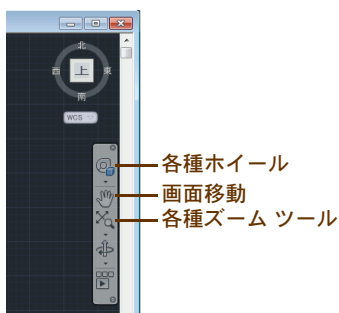 北
西 上 東
南
WCS
各種ホイール
画面移動
各種ズーム ツール